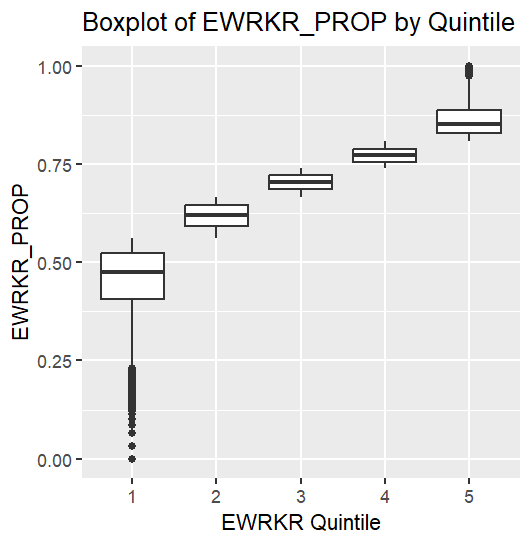 Boxplot of EWRKR_PROP by Quintile
EWRKR_PROP
1.00
0.75
0.50
0.25
0.00
1 2 3 4 5
EWRKR Quintile